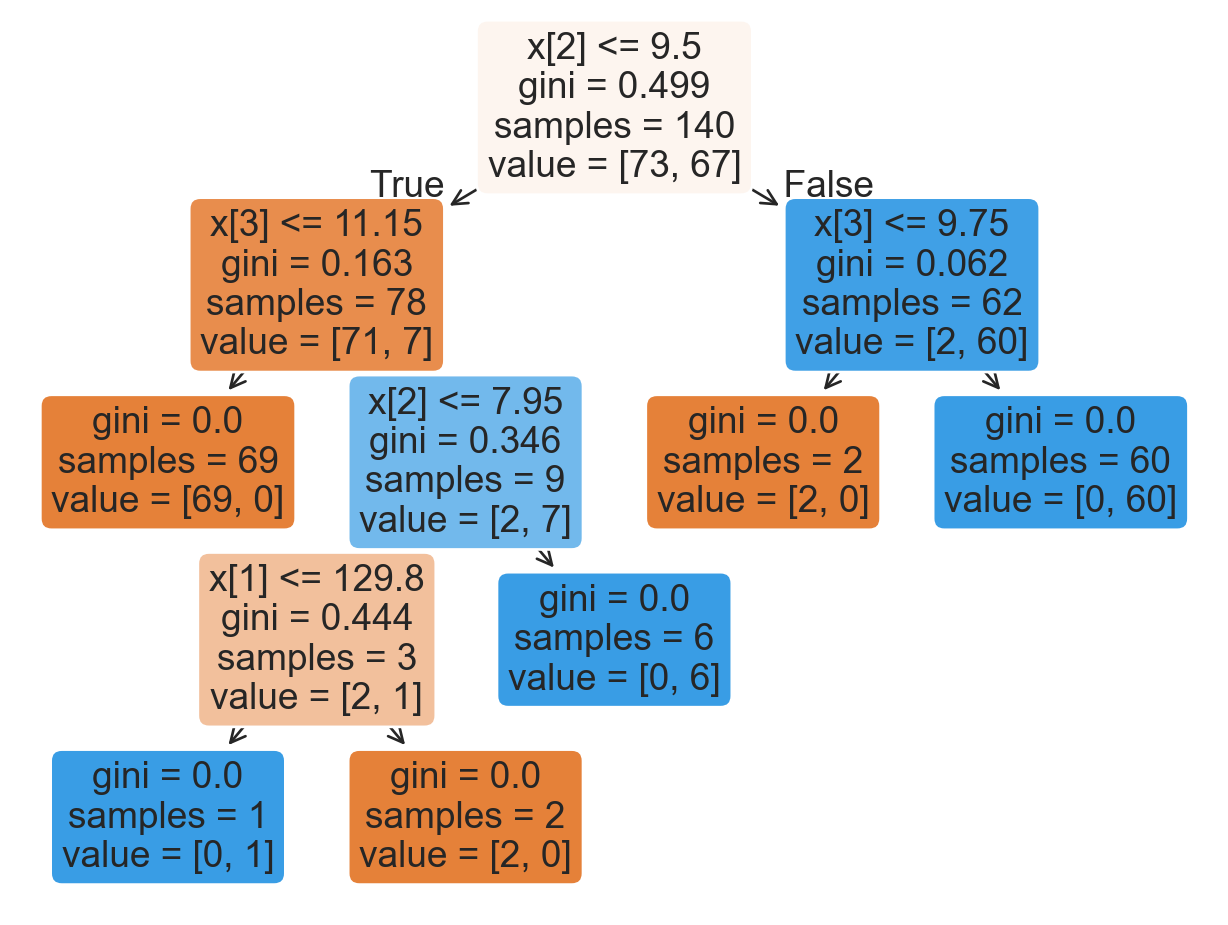 x[2] <= 9.5
gini = 0.499
samples = 140
value = [73, 67]
True
False
x[3] <= 11.15
gini = 0.163
samples = 78
value = [71, 7]
x[3] <= 9.75
gini = 0.062
samples = 62
value = [2, 60]
gini = 0.0
samples = 69
value = [69, 0]
x[2] <= 7.95
gini = 0.346
samples = 9
value = [2, 7]
gini = 0.0
samples = 2
value = [2, 0]
gini = 0.0
samples = 60
value = [0, 60]
x[1] <= 129.8
gini = 0.444
samples = 3
value = [2, 1]
gini = 0.0
samples = 6
value = [0, 6]
gini = 0.0
samples = 1
value = [0, 1]
gini = 0.0
samples = 2
value = [2, 0]